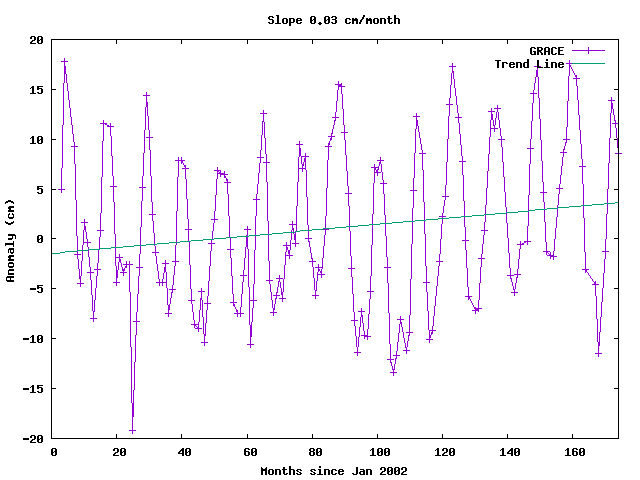 Slope 0.03 cm/month
GRACE
Trend Line
20
15
10
5
0
-5
-10
-15
-20
Anomaly (cm)
0 20 40 60 80 100 120 140 160
Months since Jan 2002